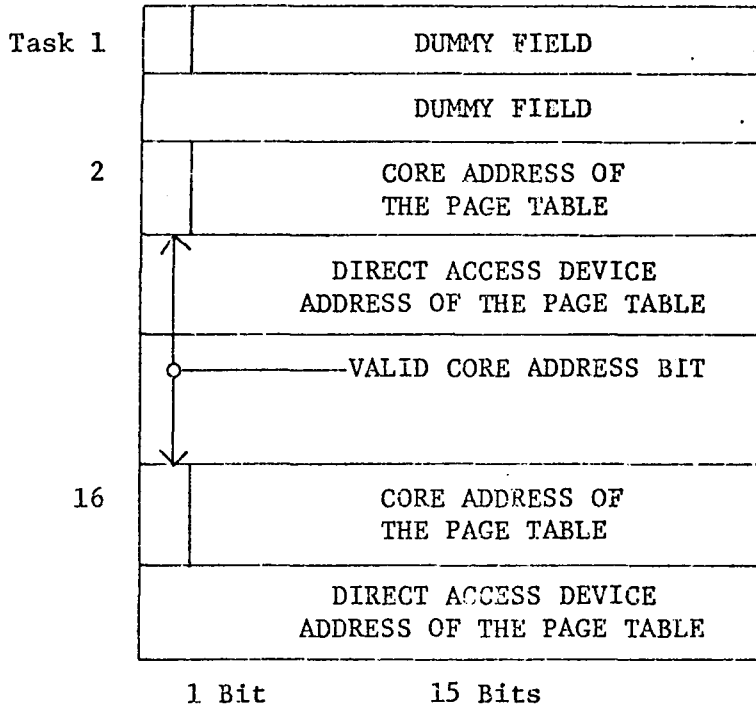 Task 1 DUMMY FIELD
DUMMY FIELD
2 CORE ADDRESS OF
THE PAGE TABLE
DIRECT ACCESS DEVICE
ADDRESS OF THE PAGE TABLE
VALID CORE ADDRESS BIT
16 CORE ADDRESS OF
THE PAGE TABLE
DIRECT ACCESS DEVICE
ADDRESS OF THE PAGE TABLE
1 Bit 15 Bits